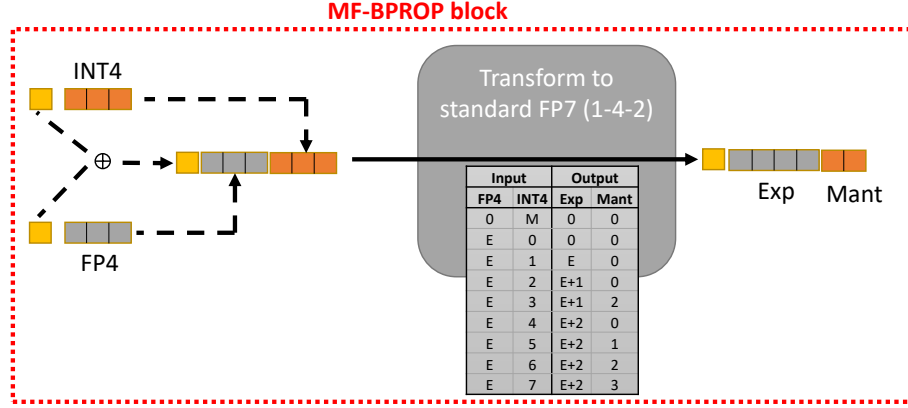 MF-BPROP block
INT4
⊕
FP4
Transform to
standard FP7 (1-4-2)
Input Output
FP4 INT4 Exp Mant
0 M 0 0
E 0 0 0
E 1 E 0
E 2 E+1 0
E 3 E+1 2
E 4 E+2 0
E 5 E+2 1
E 6 E+2 2
E 7 E+2 3
Exp
Mant